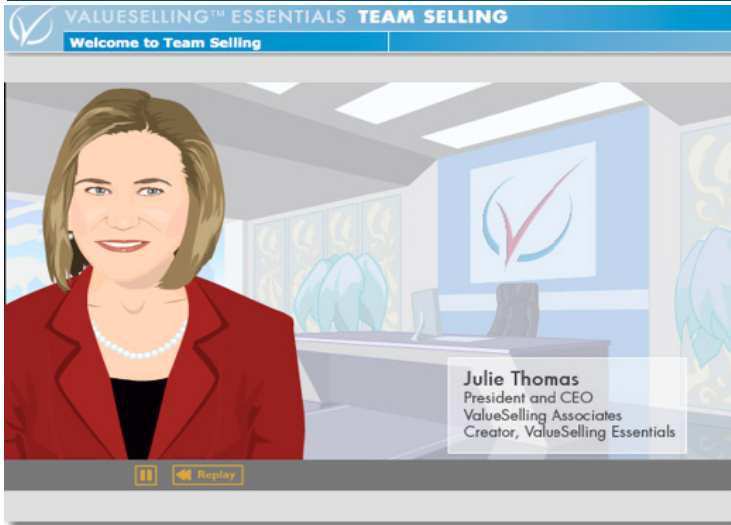 VALUESELLING™ ESSENTIALS TEAM SELLING
Welcome to Team Selling
Julie Thomas
President and CEO
ValueSelling Associates
Creator, ValueSelling Essentials
Replay